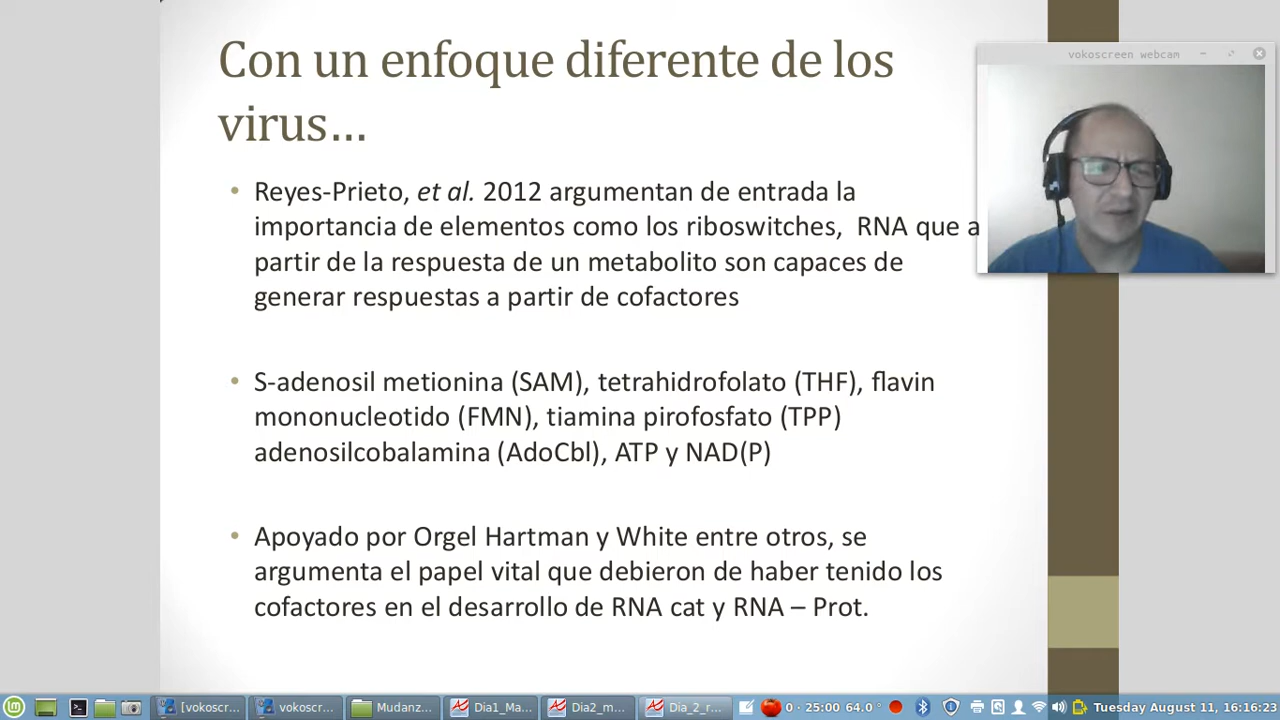 Con un enfoque diferente de los
virus…
vokoscreen webcam
• Reyes-Prieto, et al. 2012 argumentan de entrada la
importancia de elementos como los riboswitches,  RNA que a
partir de la respuesta de un metabolito son capaces de
generar respuestas a partir de cofactores
• S-adenosil metionina (SAM), tetrahidrofolato (THF), flavin
mononucleotido (FMN), tiamina pirofosfato (TPP)
adenosilcobalamina (AdoCbl), ATP y NAD(P)
• Apoyado por Orgel Hartman y White entre otros, se
argumenta el papel vital que debieron de haber tenido los
cofactores en el desarrollo de RNA cat y RNA – Prot.
[vokoscr... vokoscr... Mudanz... Dia1_Ma... Dia2_m... Dia_2_r... 0 · 25:00 64.0 ° Tuesday August 11, 16:16:23